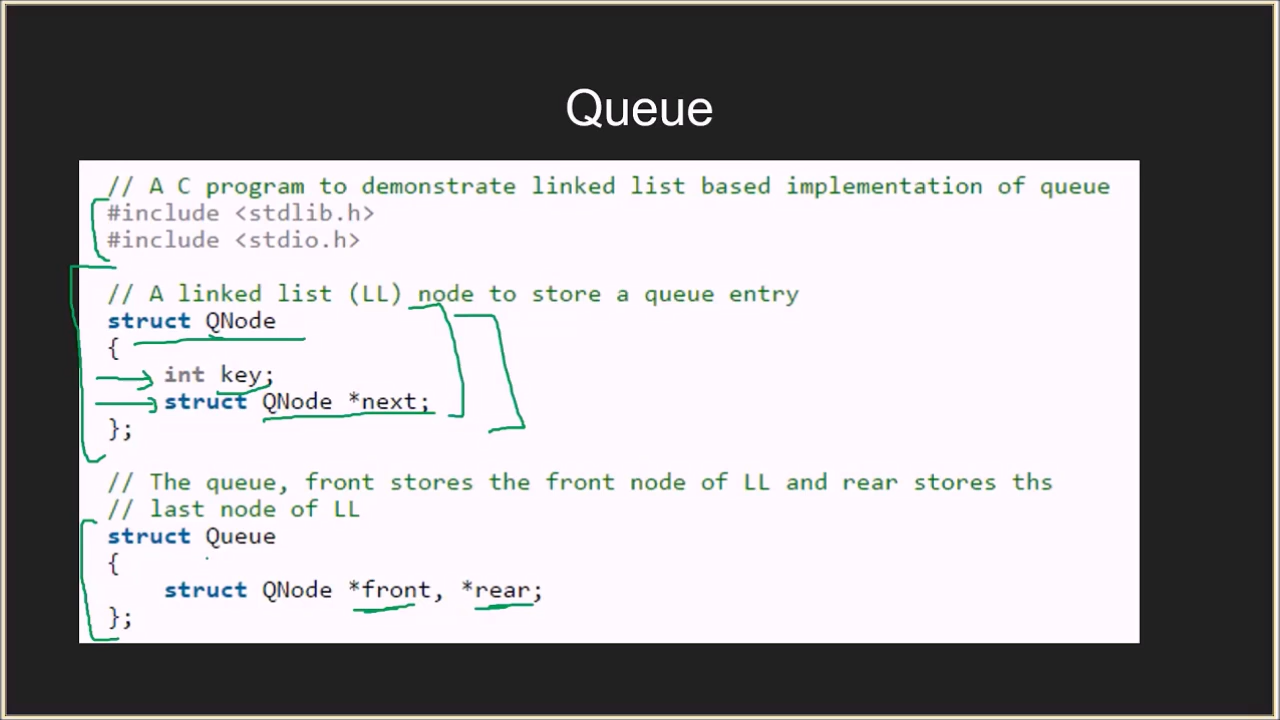 Queue
// A C program to demonstrate linked list based implementation of queue
#include <stdlib.h>
#include <stdio.h>
// A linked list (LL) node to store a queue entry
struct QNode
{
int key;
struct QNode *next;
};
// The queue, front stores the front node of LL and rear stores ths
// last node of LL
struct Queue
{
struct QNode *front, *rear;
};